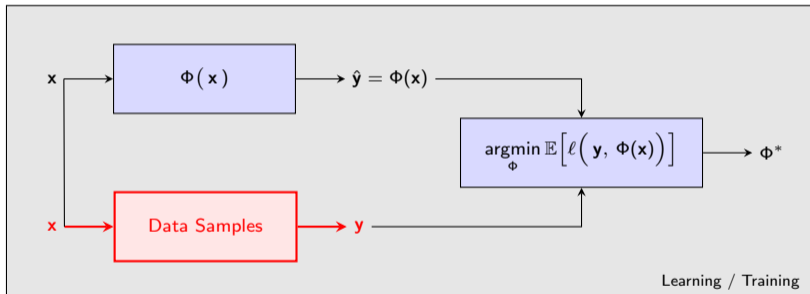 x Φ( x ) ŷ = Φ(x)
argmin 𝔼[ℓ( y, Φ(x))] Φ*
Φ
x Data Samples y
Learning / Training